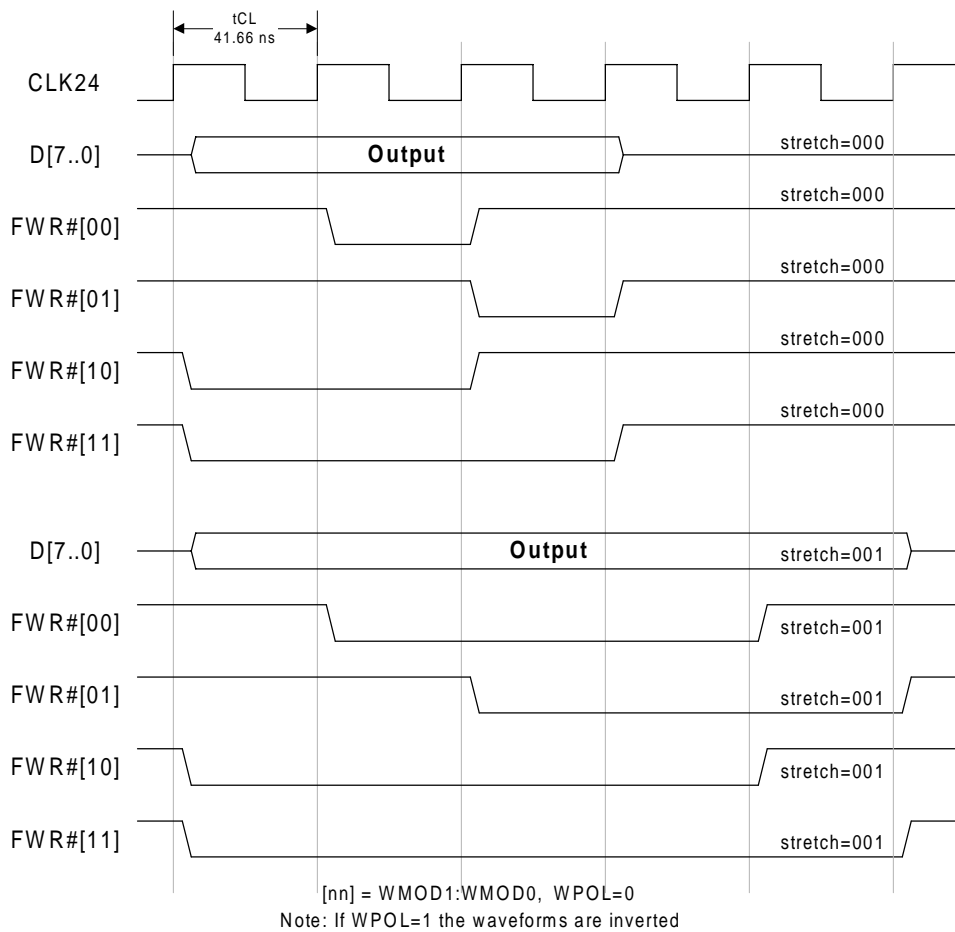 tCL
41.66 ns
CLK24
D[7..0]
Output
stretch=000
FWR#[00]
stretch=000
FWR#[01]
stretch=000
FWR#[10]
stretch=000
FWR#[11]
stretch=000
D[7..0]
Output
stretch=001
FWR#[00]
stretch=001
FWR#[01]
stretch=001
FWR#[10]
stretch=001
FWR#[11]
stretch=001
[nn] = WMOD1:WMOD0, WPOL=0
Note: If WPOL=1 the waveforms are inverted